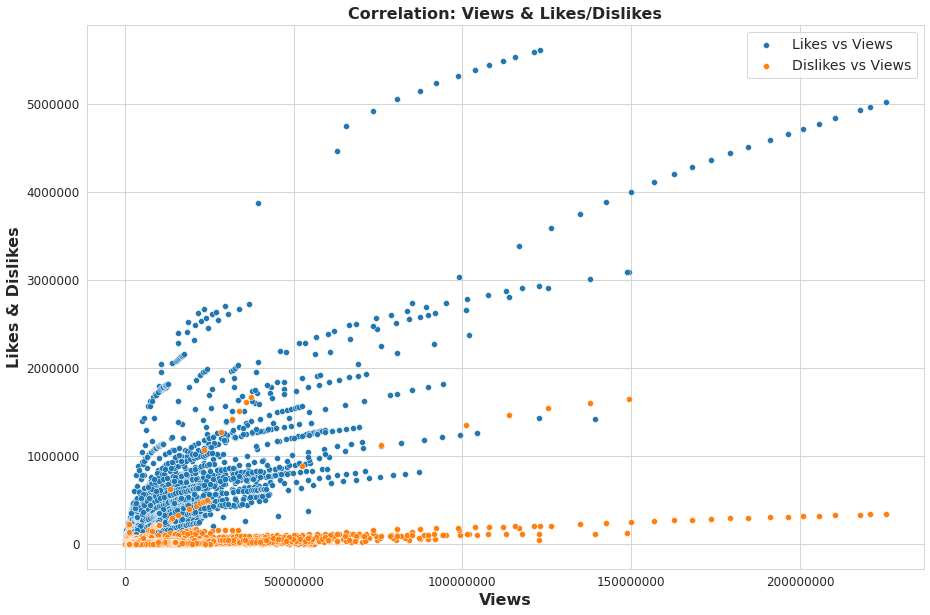 Correlation: Views & Likes/Dislikes
Likes vs Views
Dislikes vs Views
Likes & Dislikes
5000000
4000000
3000000
2000000
1000000
0
0
50000000
100000000
150000000
200000000
Views